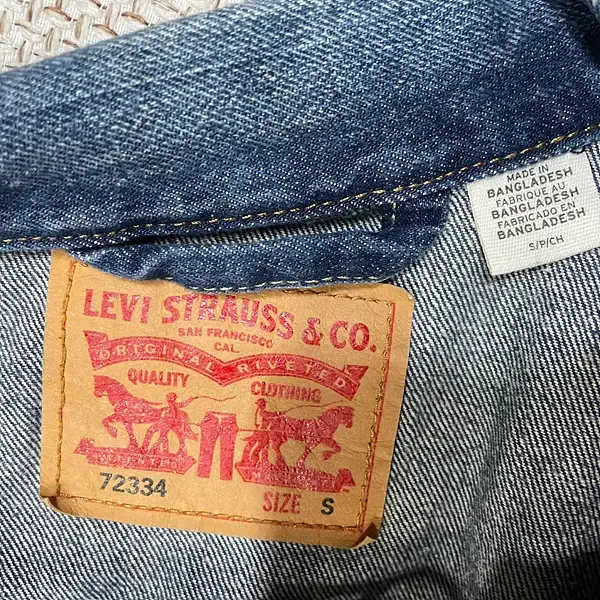 MADE IN
BANGLADESH
FABRIQUE AU
BANGLADESH
FABRICADO EN
BANGLADESH
S/P/CH
LEVI STRAUSS & CO.
SAN FRANCISCO
CAL.
ORIGINAL RIVETED
QUALITY CLOTHING
72334
SIZE S